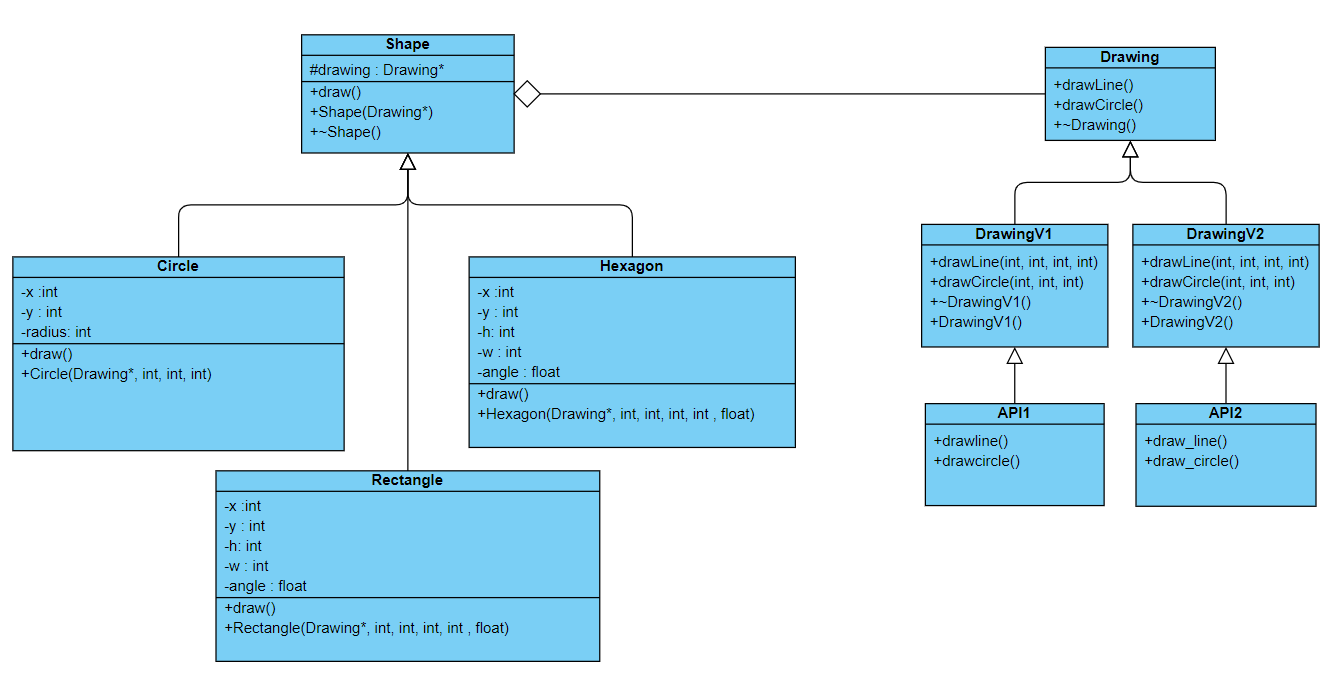 Shape
#drawing : Drawing*
+draw()
+Shape(Drawing*)
+~Shape()
Drawing
+drawLine()
+drawCircle()
+~Drawing()
Circle
-x :int
-y : int
-radius: int
+draw()
+Circle(Drawing*, int, int, int)
Hexagon
-x :int
-y : int
-h: int
-w : int
-angle : float
+draw()
+Hexagon(Drawing*, int, int, int, int , float)
Rectangle
-x :int
-y : int
-h: int
-w : int
-angle : float
+draw()
+Rectangle(Drawing*, int, int, int, int , float)
DrawingV1
+drawLine(int, int, int, int)
+drawCircle(int, int, int)
+~DrawingV1()
+DrawingV1()
DrawingV2
+drawLine(int, int, int, int)
+drawCircle(int, int, int)
+~DrawingV2()
+DrawingV2()
API1
+drawline()
+drawcircle()
API2
+draw_line()
+draw_circle()